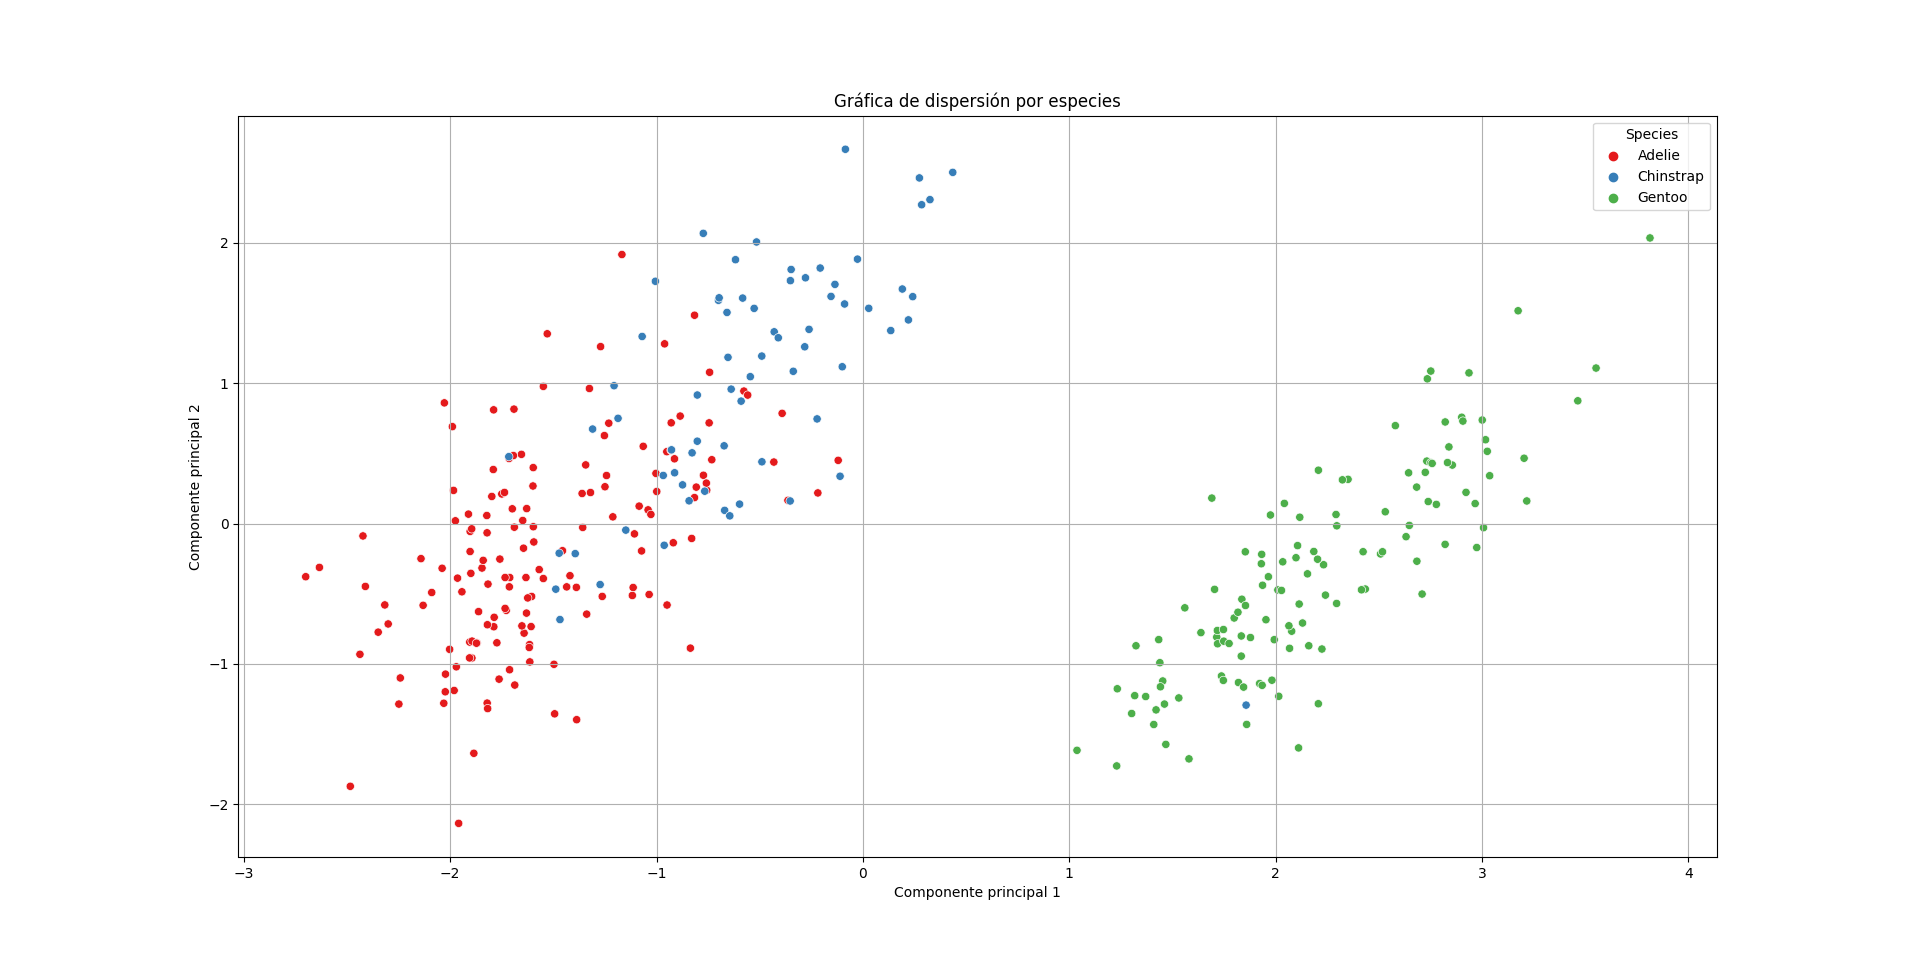 Gráfica de dispersión por especies
Species
Adelie
Chinstrap
Gentoo
Componente principal 2
2
1
0
−1
−2
−3 −2 −1 0 1 2 3 4
Componente principal 1